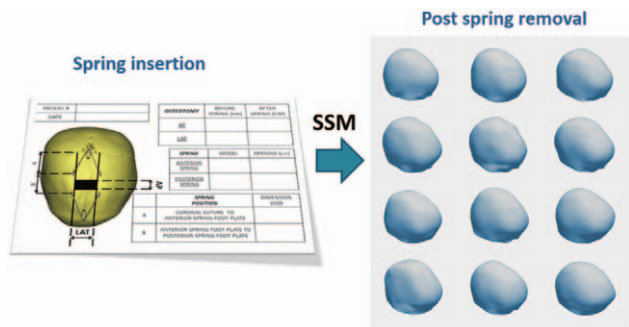 Post spring removal
Spring insertion
PATIENT #
DATE
OSTEOTOMY
BEFORE SPRING [cm]
AFTER SPRING [CM]
AP
LAT
SPRING
MODEL
OPENING [cm]
ANTERIOR SPRING
POSTERIOR SPRING
SPRING POSITION
DIMENSION
A
CORONAL SUTURE TO ANTERIOR SPRING FOOT PLATE
B
ANTERIOR SPRING FOOT PLATE TO POSTERIOR SPRING FOOT PLATE
AP
LAT
SSM